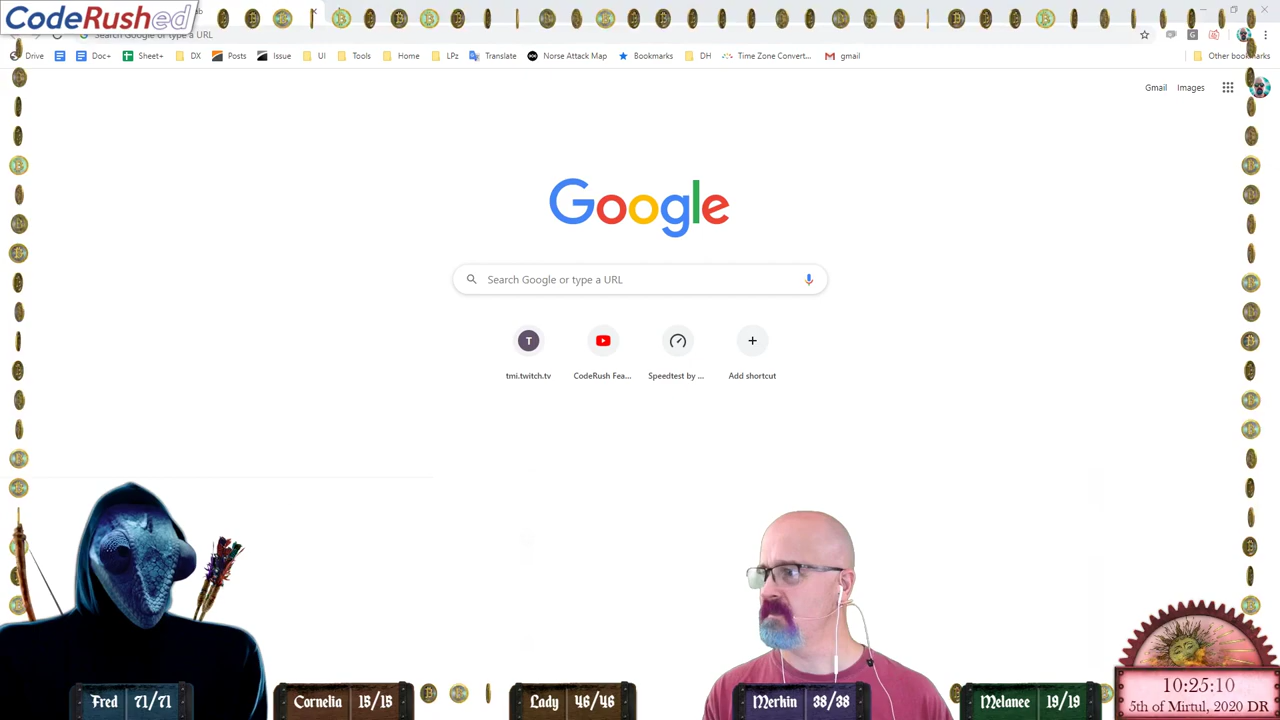 CodeRushed
Search Google or type a URL
Drive
Doc+
Sheet+
DX
Posts
Issue
UI
Tools
Home
LPz
Translate
Norse Attack Map
Bookmarks
DH
Time Zone Convert...
gmail
Other bookmarks
Gmail
Images
Google
Search Google or type a URL
T
tmi.twitch.tv
CodeRush Fea...
Speedtest by ...
Add shortcut
Fred 71/71
Cornelia 15/15
Lady 46/46
Merkin 38/38
Melanee 19/19
10:25:10
5th of Mirtul, 2020 DR